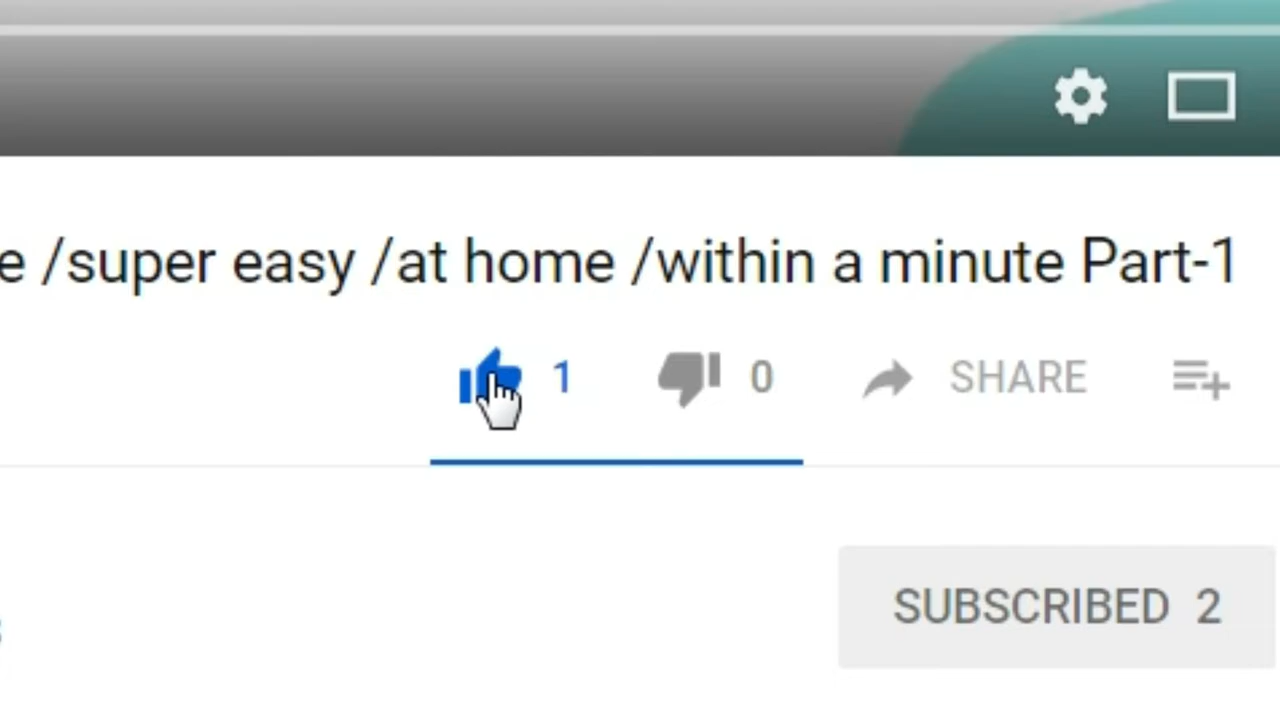 e /super easy /at home /within a minute Part-1
1 0 SHARE
SUBSCRIBED 2